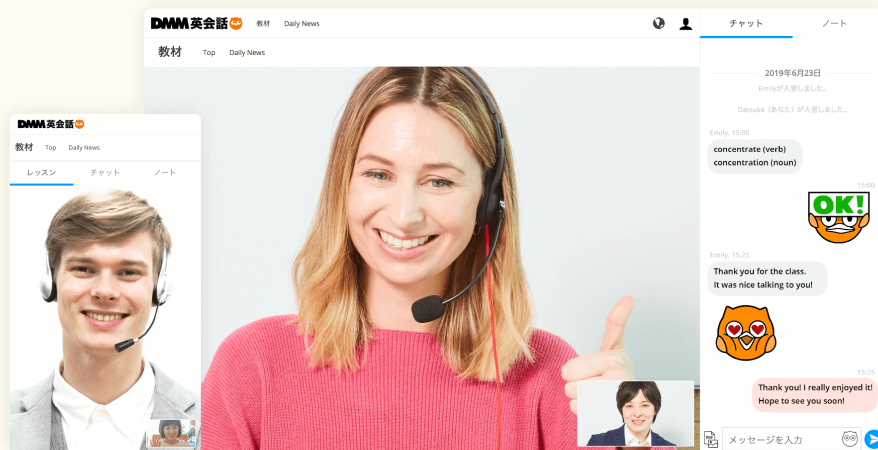 DMM英会話
教材
Daily News
教材
Top
Daily News
DMM英会話
教材
Top
Daily News
レッスン
チャット
ノート
チャット
ノート
2019年6月23日
Emilyが入室しました。
Daisuke（あなた）が入室しました。
Emily, 15:00
concentrate (verb)
concentration (noun)
15:00
OK!
Emily, 15:25
Thank you for the class.
It was nice talking to you!
15:25
Thank you! I really enjoyed it!
Hope to see you soon!
PDF
メッセージを入力